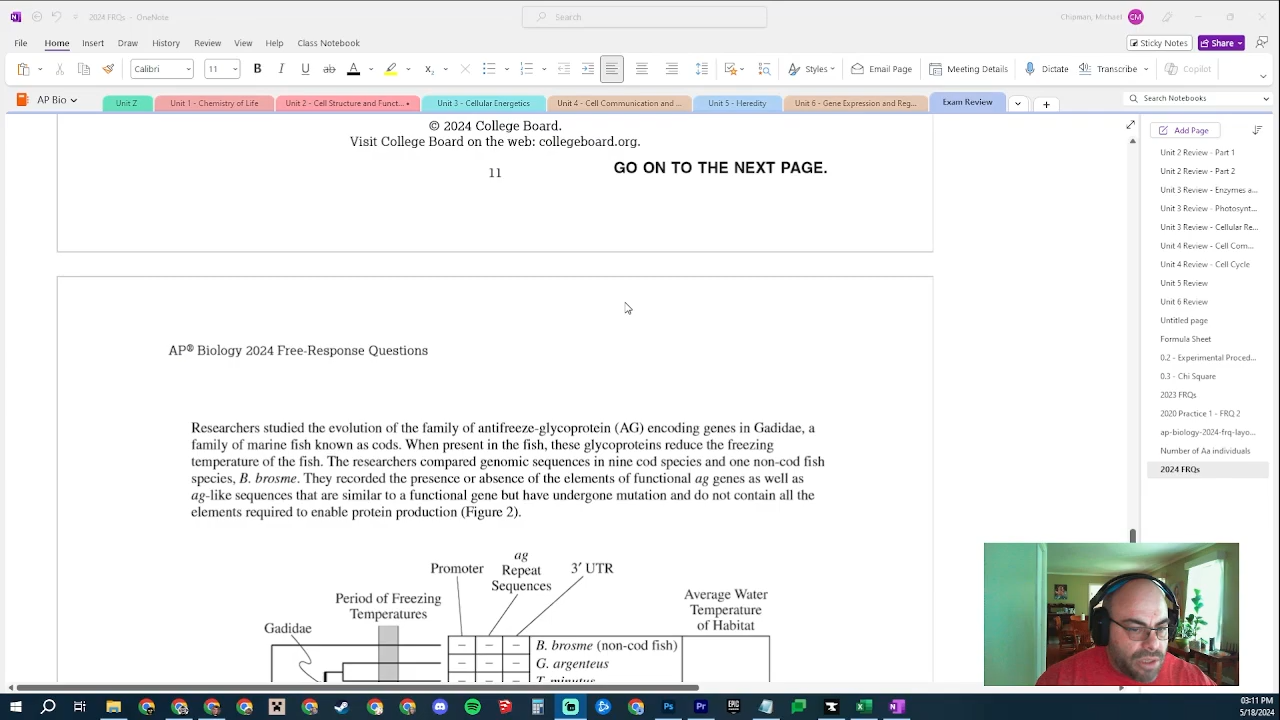 2024 FRQs - OneNote
Search
Chipman, Michael
CM
File
Home
Insert
Draw
History
Review
View
Help
Class Notebook
Sticky Notes
Share
Calibri
11
Styles
Email Page
Meeting Details
Dictate
Transcribe
Copilot
AP Bio
Unit Z
Unit 1 - Chemistry of Life
Unit 2 - Cell Structure and Funct...
Unit 3 - Cellular Energetics
Unit 4 - Cell Communication and ...
Unit 5 - Heredity
Unit 6 - Gene Expression and Reg...
Exam Review
Search Notebooks
© 2024 College Board.
Visit College Board on the web: collegeboard.org.
11
GO ON TO THE NEXT PAGE.
AP® Biology 2024 Free-Response Questions
Researchers studied the evolution of the family of antifreeze-glycoprotein (AG) encoding genes in Gadidae, a
family of marine fish known as cods. When present in the fish, these glycoproteins reduce the freezing
temperature of the fish. The researchers compared genomic sequences in nine cod species and one non-cod fish
species, B. brosme. They recorded the presence or absence of the elements of functional ag genes as well as
ag-like sequences that are similar to a functional gene but have undergone mutation and do not contain all the
elements required to enable protein production (Figure 2).
Promoter
ag
Repeat
Sequences
3′ UTR
Period of Freezing
Temperatures
Average Water
Temperature
of Habitat
Gadidae
– – – B. brosme (non-cod fish)
– – – G. argenteus
T. minutus
Add Page
Unit 2 Review - Part 1
Unit 2 Review - Part 2
Unit 3 Review - Enzymes a...
Unit 3 Review - Photosynt...
Unit 3 Review - Cellular Re...
Unit 4 Review - Cell Com...
Unit 4 Review - Cell Cycle
Unit 5 Review
Unit 6 Review
Untitled page
Formula Sheet
0.2 - Experimental Proced...
0.3 - Chi Square
2023 FRQs
2020 Practice 1 - FRQ 2
ap-biology-2024-frq-layo...
Number of Aa individuals
2024 FRQs
03:11 PM
5/18/2024